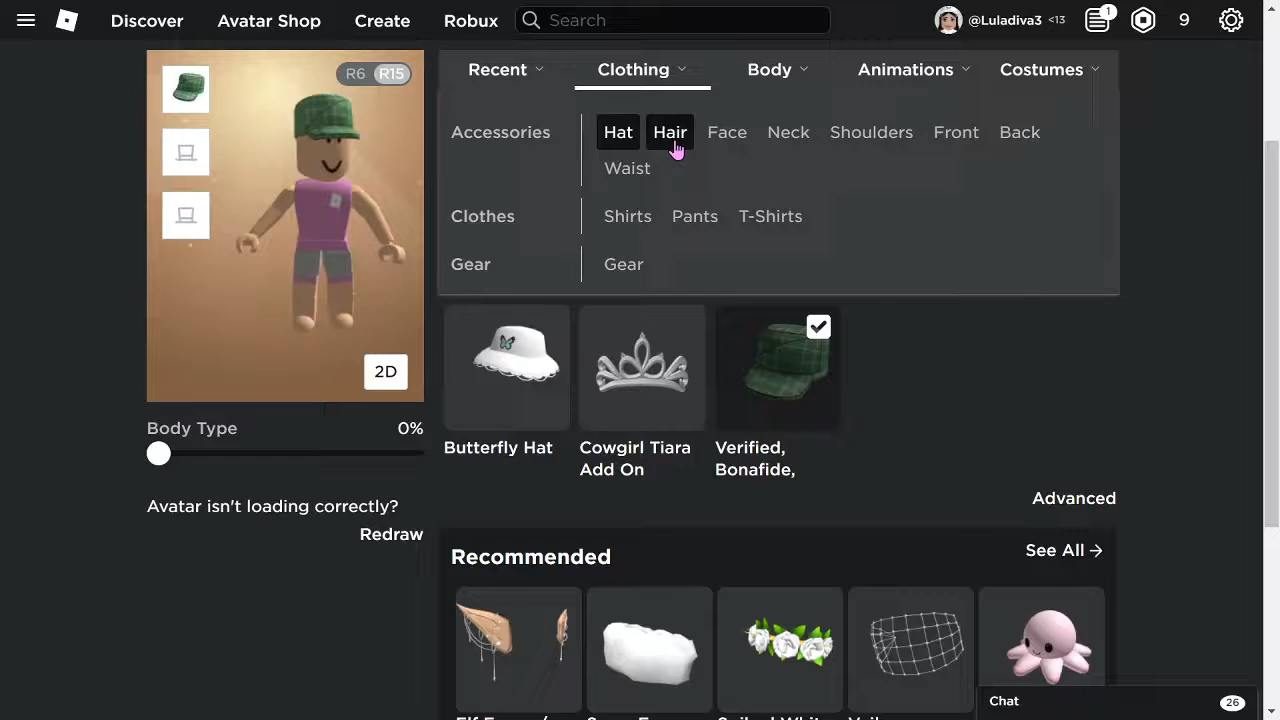 Discover Avatar Shop Create Robux Search @Luladiva3 <13 1 9
R6 R15
Recent Clothing Body Animations Costumes
Accessories Hat Hair Face Neck Shoulders Front Back
Waist
Clothes Shirts Pants T-Shirts
Gear Gear
2D
Body Type 0%
Butterfly Hat
Cowgirl Tiara
Add On
Verified,
Bonafide,
Avatar isn't loading correctly?
Redraw
Advanced
Recommended See All
Chat 26